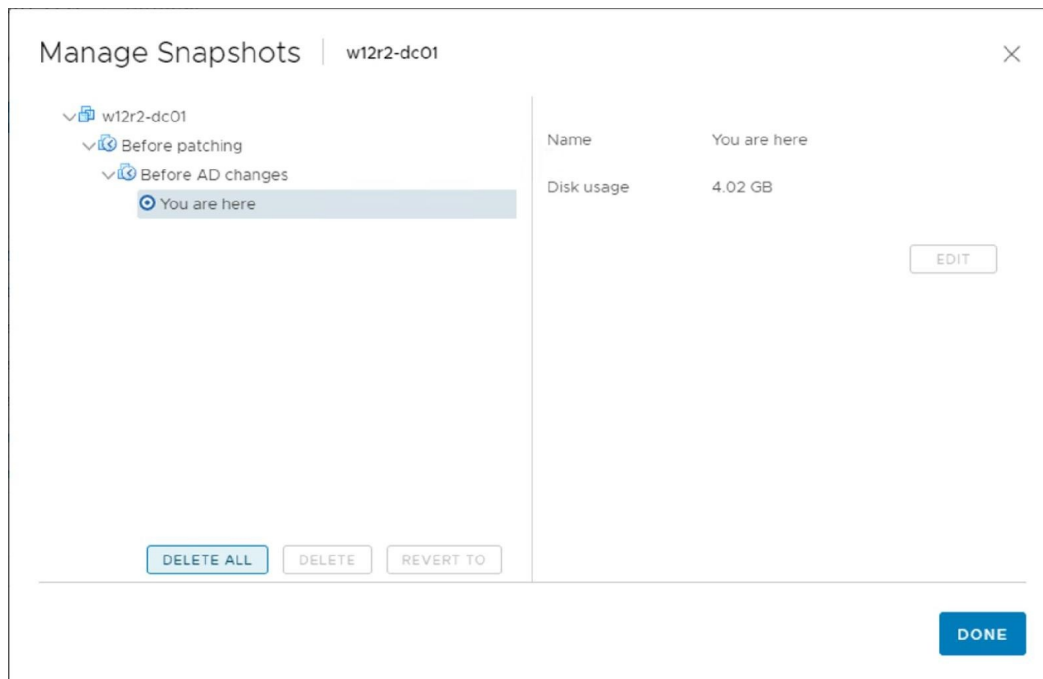 Manage Snapshots w12r2-dc01
w12r2-dc01
Before patching
Before AD changes
You are here
Name You are here
Disk usage 4.02 GB
EDIT
DELETE ALL DELETE REVERT TO
DONE